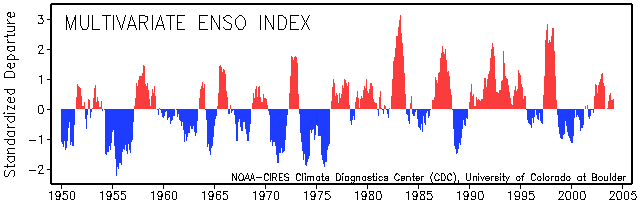 MULTIVARIATE ENSO INDEX
Standardized Departure
3
2
1
0
−1
−2
NOAA-CIRES Climate Diagnostics Center (CDC), University of Colorado at Boulder
1950 1955 1960 1965 1970 1975 1980 1985 1990 1995 2000 2005